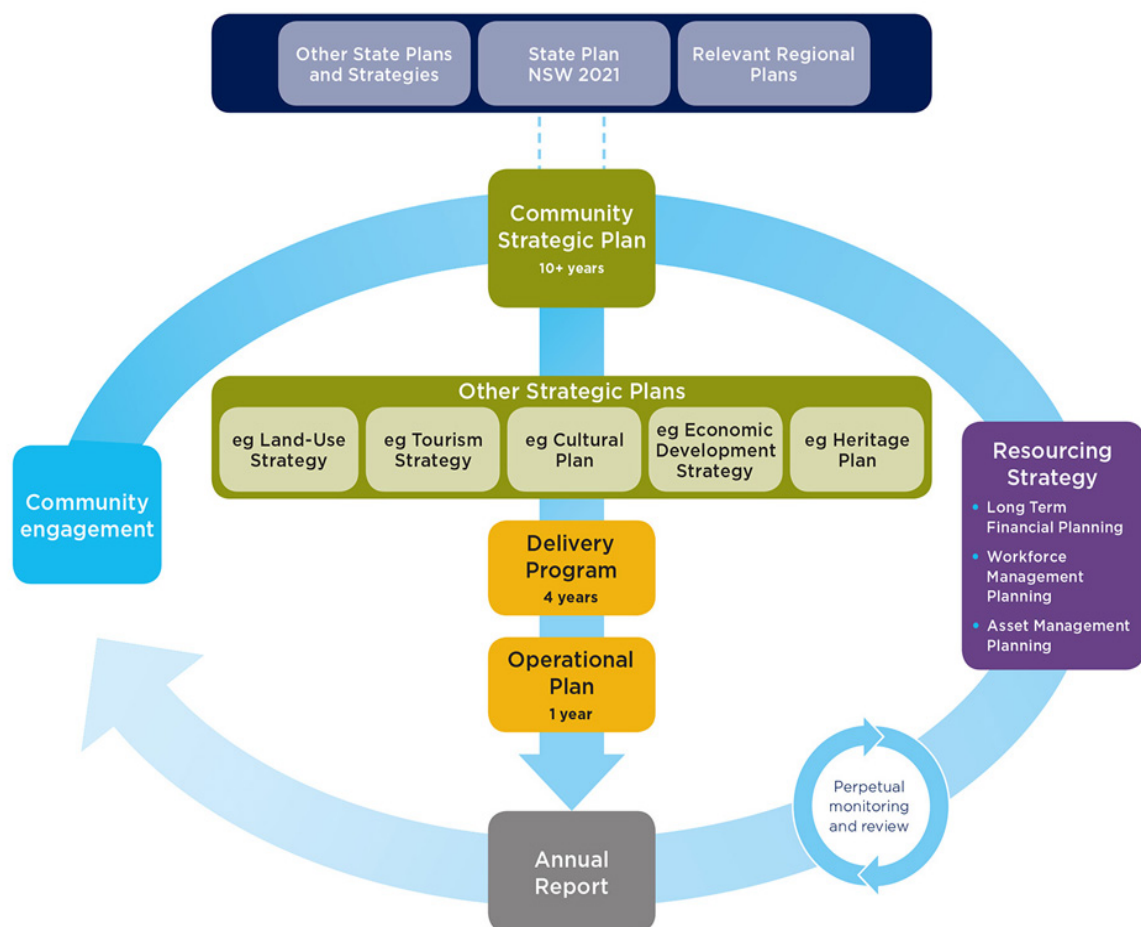 Other State Plans
and Strategies
State Plan
NSW 2021
Relevant Regional
Plans
Community
Strategic Plan
10+ years
Other Strategic Plans
eg Land-Use
Strategy
eg Tourism
Strategy
eg Cultural
Plan
eg Economic
Development
Strategy
eg Heritage
Plan
Community
engagement
Resourcing
Strategy
• Long Term
Financial Planning
• Workforce
Management
Planning
• Asset Management
Planning
Delivery
Program
4 years
Operational
Plan
1 year
Perpetual
monitoring
and review
Annual
Report